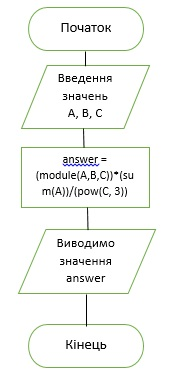 Початок
Введення
значень
A, B, C
answer =
(module(A,B,C))*(su
m(A))/(pow(C, 3))
Виводимо
значення
answer
Кінець